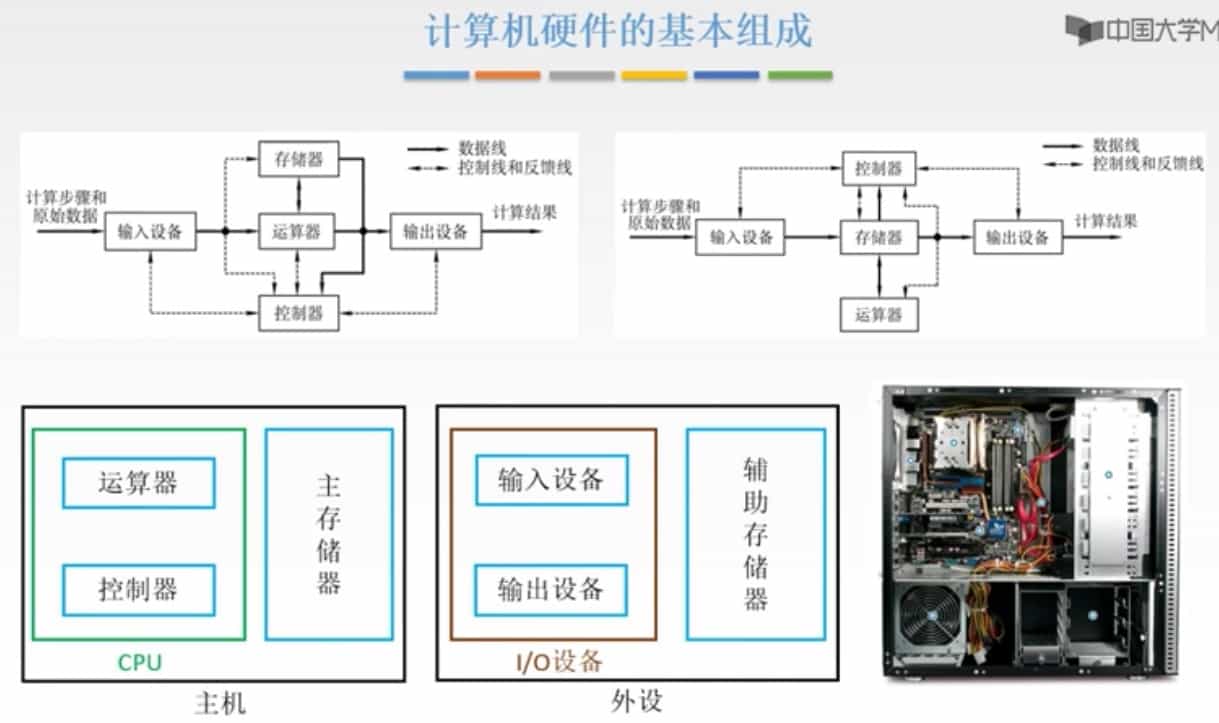 计算机硬件的基本组成
中国大学M
存储器
数据线
控制线和反馈线
计算步骤和
原始数据
输入设备
运算器
输出设备
计算结果
控制器
控制器
数据线
控制线和反馈线
计算步骤和
原始数据
输入设备
存储器
输出设备
计算结果
运算器
运算器
控制器
CPU
主存储器
主机
输入设备
输出设备
I/O设备
辅助存储器
外设